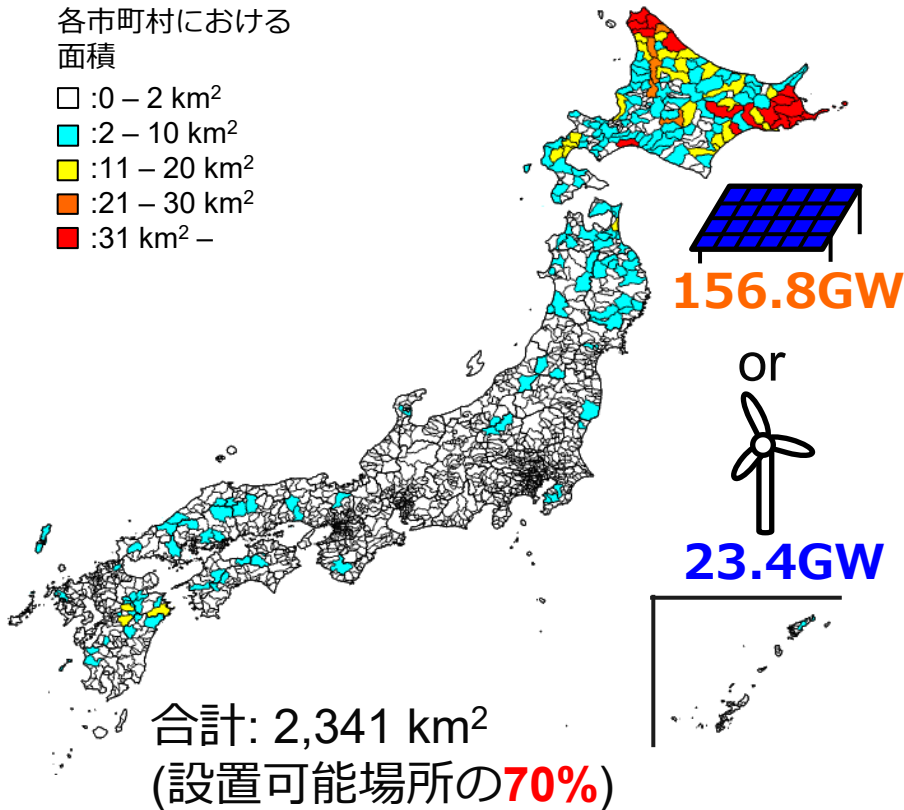 各市町村における
面積
:0 – 2 km²
:2 – 10 km²
:11 – 20 km²
:21 – 30 km²
:31 km² –
156.8GW
or
23.4GW
合計: 2,341 km²
(設置可能場所の70%)